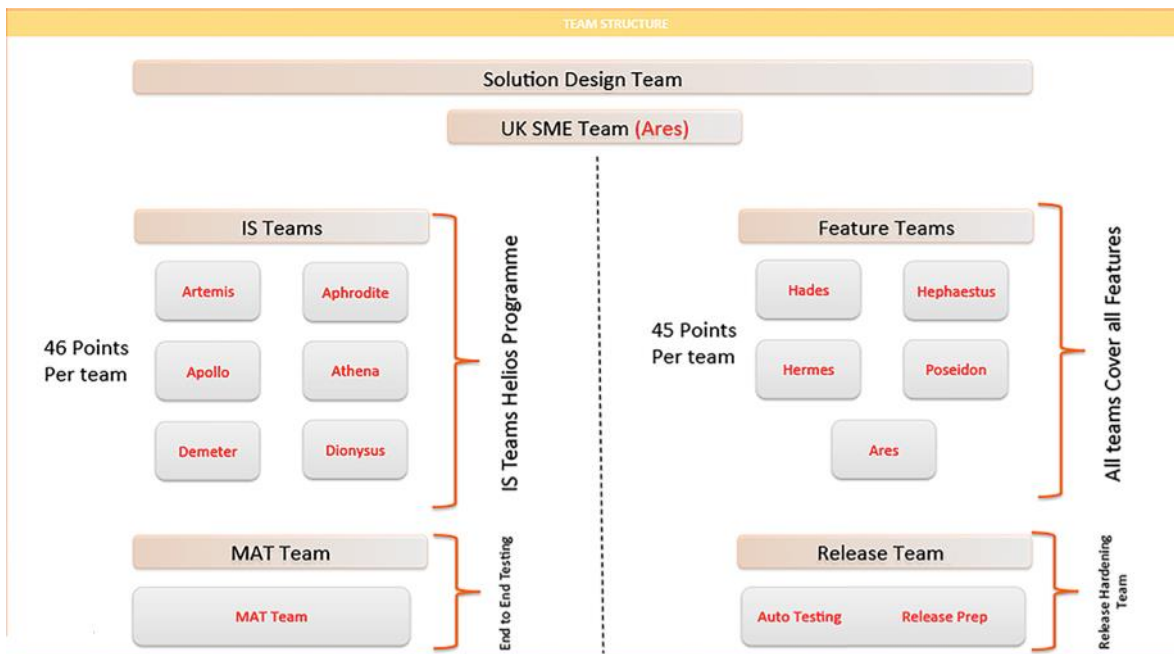 TEAM STRUCTURE
Solution Design Team
UK SME Team (Ares)
IS Teams
Artemis
Aphrodite
46 Points
Per team
Apollo
Athena
Demeter
Dionysus
IS Teams Helios Programme
Feature Teams
Hades
Hephaestus
45 Points
Per team
Hermes
Poseidon
Ares
All teams Cover all Features
MAT Team
MAT Team
End to End Testing
Release Team
Auto Testing
Release Prep
Release Hardening
Team